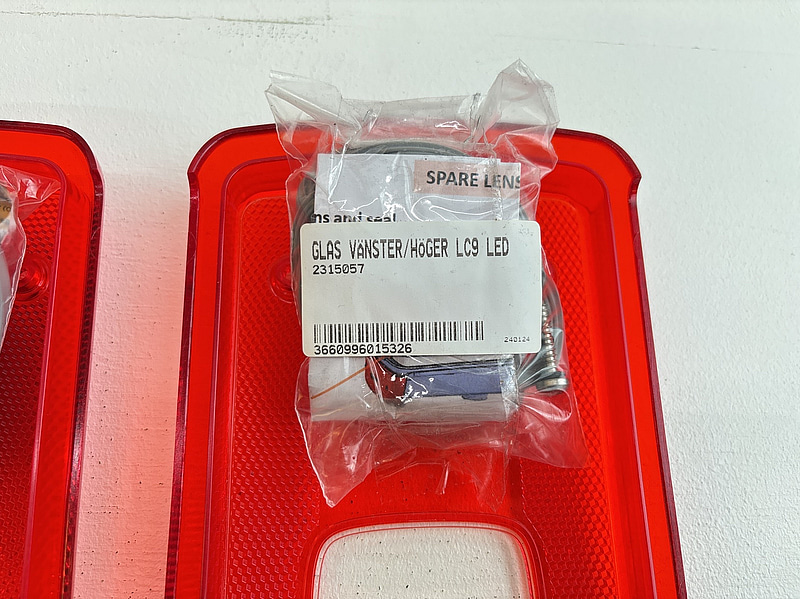 SPARE LENS
ns and seal
GLAS VäNSTER/HöGER LC9 LED
2315057
240124
3660996015326